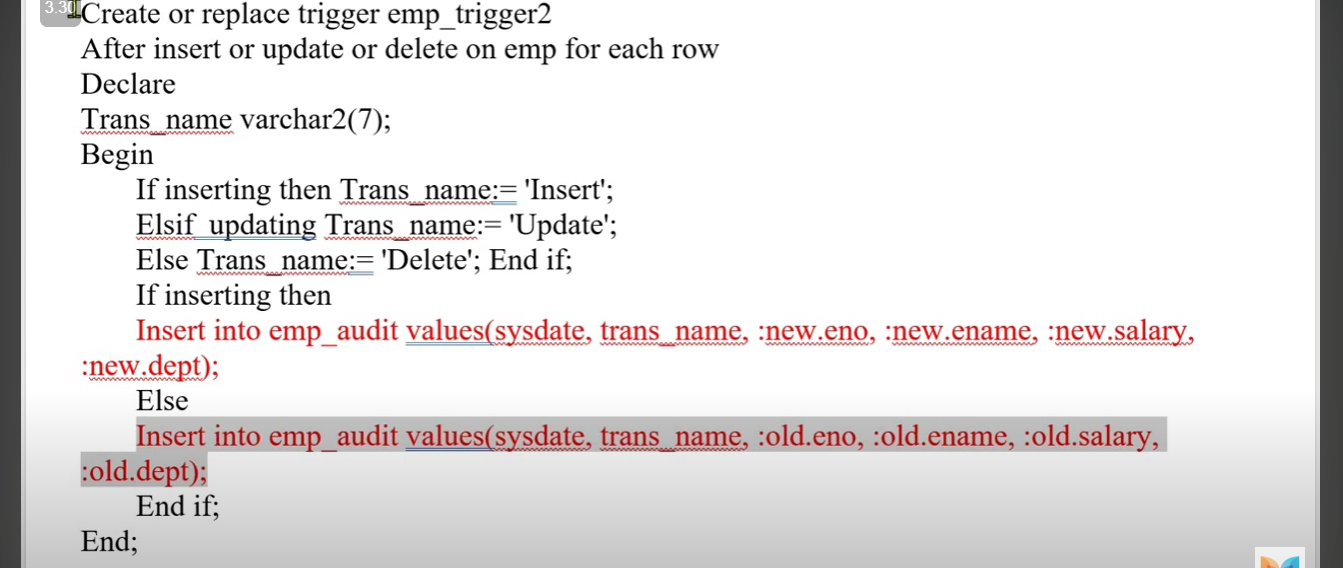 3.30
Create or replace trigger emp_trigger2
After insert or update or delete on emp for each row
Declare
Trans_name varchar2(7);
Begin
If inserting then Trans_name:= 'Insert';
Elsif updating Trans_name:= 'Update';
Else Trans_name:= 'Delete'; End if;
If inserting then
Insert into emp_audit values(sysdate, trans_name, :new.eno, :new.ename, :new.salary,
:new.dept);
Else
Insert into emp_audit values(sysdate, trans_name, :old.eno, :old.ename, :old.salary,
:old.dept);
End if;
End;